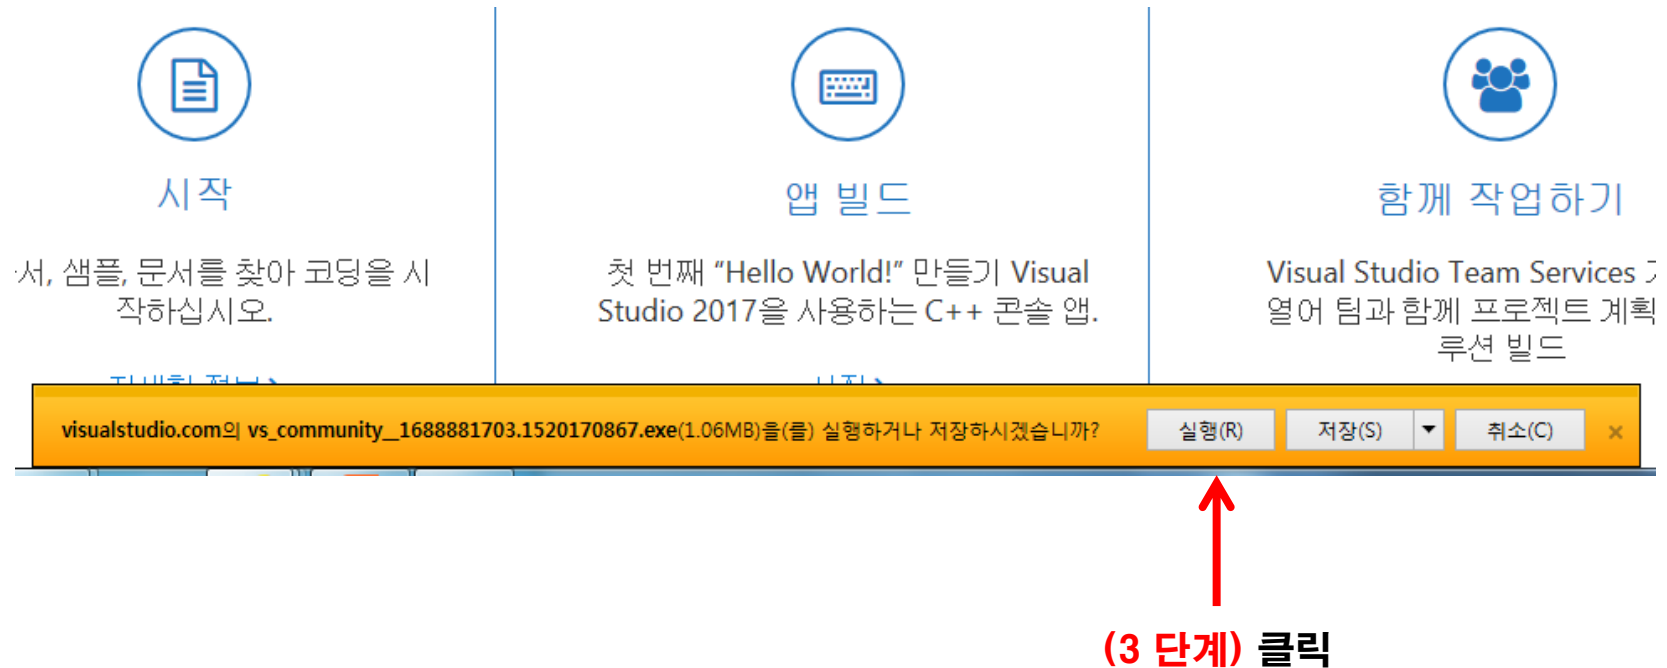 시작
서, 샘플, 문서를 찾아 코딩을 시
작하십시오.
앱 빌드
첫 번째 “Hello World!” 만들기 Visual
Studio 2017을 사용하는 C++ 콘솔 앱.
함께 작업하기
Visual Studio Team Services
열어 팀과 함께 프로젝트 계획
루션 빌드
visualstudio.com의 vs_community__1688881703.1520170867.exe(1.06MB)을(를) 실행하거나 저장하시겠습니까?
실행(R)
저장(S)
취소(C)
(3 단계) 클릭